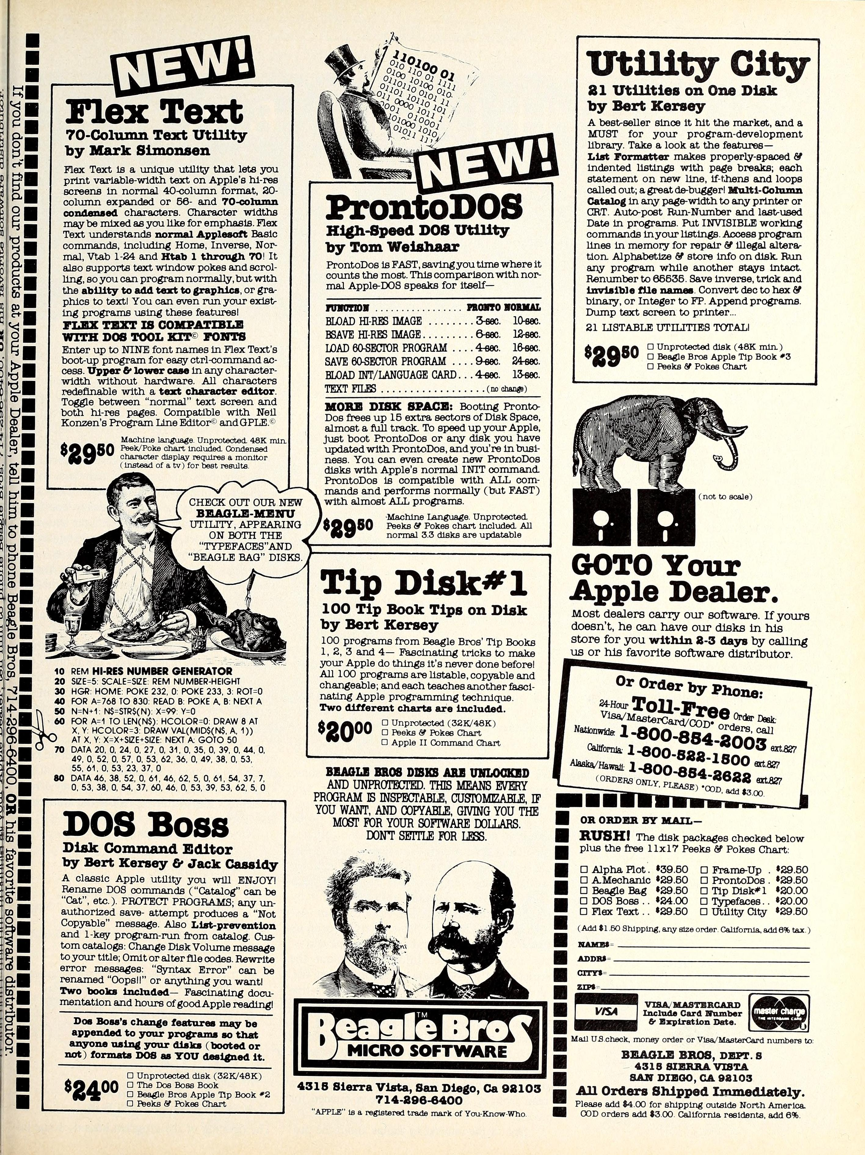 If you don't find our products at your Apple Dealer, tell him to phone Beagle Bros, 714-296-6400 OR his favorite software distributor.
NEW!
Flex Text
70-Column Text Utility
by Mark Simonsen
Flex Text is a unique utility that lets you
print variable-width text on Apple's hi-res
screens in normal 40-column format, 20-
column expanded or 56- and 70-column
condensed characters. Character widths
may be mixed as you like for emphasis. Flex
Text understands normal Applesoft Basic
commands, including Home, Inverse, Nor-
mal, Vtab 1-24 and Htab 1 through 70! It
also supports text window pokes and scrol-
ling, so you can program normally, but with
the ability to add text to graphics, or gra-
phics to text! You can even run your exist-
ing programs using these features!
FLEX TEXT IS COMPATIBLE
WITH DOS TOOL KIT© FONTS
Enter up to NINE font names in Flex Text's
boot-up program for easy ctrl-command ac-
cess. Upper & lower case in any character-
width without hardware. All characters
redefinable with a text character editor.
Toggle between "normal" text screen and
both hi-res pages. Compatible with Neil
Konzen's Program Line Editor© and GPLE.©
$2950
Machine language. Unprotected. 48K min.
Peek/Poke chart included. Condensed
character display requires a monitor
(instead of a tv) for best results.
CHECK OUT OUR NEW
BEAGLE-MENU
UTILITY, APPEARING
ON BOTH THE
"TYPEFACES" AND
"BEAGLE BAG" DISKS.
10 REM HI-RES NUMBER GENERATOR
20 SIZE=5: SCALE=SIZE: REM NUMBER-HEIGHT
30 HGR: HOME: POKE 232, 0: POKE 233, 3: ROT=0
40 FOR A=768 TO 830: READ B: POKE A, B: NEXT A
50 N=N+1: N$=STR$(N): X=99: Y=0
60 FOR A=1 TO LEN(N$): HCOLOR=0: DRAW 8 AT
X, Y: HCOLOR=3: DRAW VAL(MID$(N$, A, 1))
AT X, Y: X=X+SIZE+SIZE: NEXT A: GOTO 50
70 DATA 20, 0, 24, 0, 27, 0, 31, 0, 35, 0, 39, 0, 44, 0,
49, 0, 52, 0, 57, 0, 53, 62, 36, 0, 49, 38, 0, 53,
55, 61, 0, 53, 23, 37, 0
80 DATA 46, 38, 52, 0, 61, 46, 62, 5, 0, 61, 54, 37, 7,
0, 53, 38, 0, 54, 37, 60, 46, 0, 53, 39, 53, 62, 5, 0
DOS Boss
Disk Command Editor
by Bert Kersey & Jack Cassidy
A classic Apple utility you will ENJOY!
Rename DOS commands ("Catalog" can be
"Cat", etc.). PROTECT PROGRAMS; any un-
authorized save- attempt produces a "Not
Copyable" message. Also List-prevention
and 1-key program-run from catalog. Cus-
tom catalogs: Change Disk Volume message
to your title; Omit or alter file codes. Rewrite
error messages: "Syntax Error" can be
renamed "Oops!!" or anything you want!
Two books included— Fascinating docu-
mentation and hours of good Apple reading!
Dos Boss's change features may be
appended to your programs so that
anyone using your disks (booted or
not) formats DOS as YOU designed it.
$2400
☐ Unprotected disk (32K/48K)
☐ The Dos Boss Book
☐ Beagle Bros Apple Tip Book #2
☐ Peeks & Pokes Chart
110100 01
NEW!
ProntoDOS
High-Speed DOS Utility
by Tom Weishaar
ProntoDos is FAST, saving you time where it
counts the most. This comparison with nor-
mal Apple-DOS speaks for itself—
FUNCTION ................ PRONTO NORMAL
BLOAD HI-RES IMAGE ........ 3-sec. 10-sec.
BSAVE HI-RES IMAGE ........ 6-sec. 12-sec.
LOAD 60-SECTOR PROGRAM .... 4-sec. 16-sec.
SAVE 60-SECTOR PROGRAM .... 9-sec. 24-sec.
BLOAD INT/LANGUAGE CARD ... 4-sec. 13-sec.
TEXT FILES .................. (no change)
MORE DISK SPACE: Booting Pronto-
Dos frees up 15 extra sectors of Disk Space,
almost a full track. To speed up your Apple,
just boot ProntoDos or any disk you have
updated with ProntoDos, and you're in busi-
ness. You can even create new ProntoDos
disks with Apple's normal INIT command.
ProntoDos is compatible with ALL com-
mands and performs normally (but FAST)
with almost ALL programs.
$2950
Machine Language. Unprotected.
Peeks & Pokes chart included. All
normal 3.3 disks are updatable
Tip Disk#1
100 Tip Book Tips on Disk
by Bert Kersey
100 programs from Beagle Bros' Tip Books
1, 2, 3 and 4— Fascinating tricks to make
your Apple do things it's never done before!
All 100 programs are listable, copyable and
changeable; and each teaches another fasci-
nating Apple programming technique.
Two different charts are included.
$2000
☐ Unprotected (32K/48K)
☐ Peeks & Pokes Chart
☐ Apple II Command Chart
BEAGLE BROS DISKS ARE UNLOCKED
AND UNPROTECTED. THIS MEANS EVERY
PROGRAM IS INSPECTABLE, CUSTOMIZABLE, IF
YOU WANT, AND COPYABLE, GIVING YOU THE
MOST FOR YOUR SOFTWARE DOLLARS.
DON'T SETTLE FOR LESS.
Beagle Bros™
MICRO SOFTWARE
4315 Sierra Vista, San Diego, Ca 92103
714-296-6400
"APPLE" is a registered trade mark of You-Know-Who.
Utility City
21 Utilities on One Disk
by Bert Kersey
A best-seller since it hit the market, and a
MUST for your program-development
library. Take a look at the features—
List Formatter makes properly-spaced &
indented listings with page breaks; each
statement on new line, if-thens and loops
called out; a great de-bugger! Multi-Column
Catalog in any page-width to any printer or
CRT. Auto-post Run-Number and last-used
Date in programs. Put INVISIBLE working
commands in your listings. Access program
lines in memory for repair & illegal altera-
tion. Alphabetize & store info on disk. Run
any program while another stays intact.
Renumber to 65535. Save inverse, trick and
invisible file names. Convert dec to hex &
binary, or Integer to FP. Append programs.
Dump text screen to printer...
21 LISTABLE UTILITIES TOTAL!
$2950
☐ Unprotected disk (48K min.)
☐ Beagle Bros Apple Tip Book #3
☐ Peeks & Pokes Chart
(not to scale)
GOTO Your
Apple Dealer.
Most dealers carry our software. If yours
doesn't, he can have our disks in his
store for you within 2-3 days by calling
us or his favorite software distributor.
Or Order by Phone:
24-Hour Toll-Free Order Desk:
Visa/MasterCard/COD* orders, call
Nationwide: 1-800-854-2003 ext.827
California: 1-800-522-1500 ext.827
Alaska/Hawaii: 1-800-854-2622 ext.827
(ORDERS ONLY, PLEASE) *COD, add $3.00.
OR ORDER BY MAIL—
RUSH! The disk packages checked below
plus the free 11x17 Peeks & Pokes Chart:
☐ Alpha Plot . $39.50 ☐ Frame-Up . $29.50
☐ A.Mechanic $29.50 ☐ ProntoDos . $29.50
☐ Beagle Bag $29.50 ☐ Tip Disk#1 $20.00
☐ DOS Boss .. $24.00 ☐ Typefaces.. $20.00
☐ Flex Text .. $29.50 ☐ Utility City $29.50
(Add $1.50 Shipping, any size order. California, add 6% tax.)
NAME=
ADDR=
CITY=
ZIP=
VISA
VISA/MASTERCARD
Include Card Number
& Expiration Date.
master charge
THE INTERBANK CARD
Mail U.S.check, money order or Visa/MasterCard numbers to:
BEAGLE BROS, DEPT. S
4315 SIERRA VISTA
SAN DIEGO, CA 92103
All Orders Shipped Immediately.
Please add $4.00 for shipping outside North America.
COD orders add $3.00. California residents, add 6%.